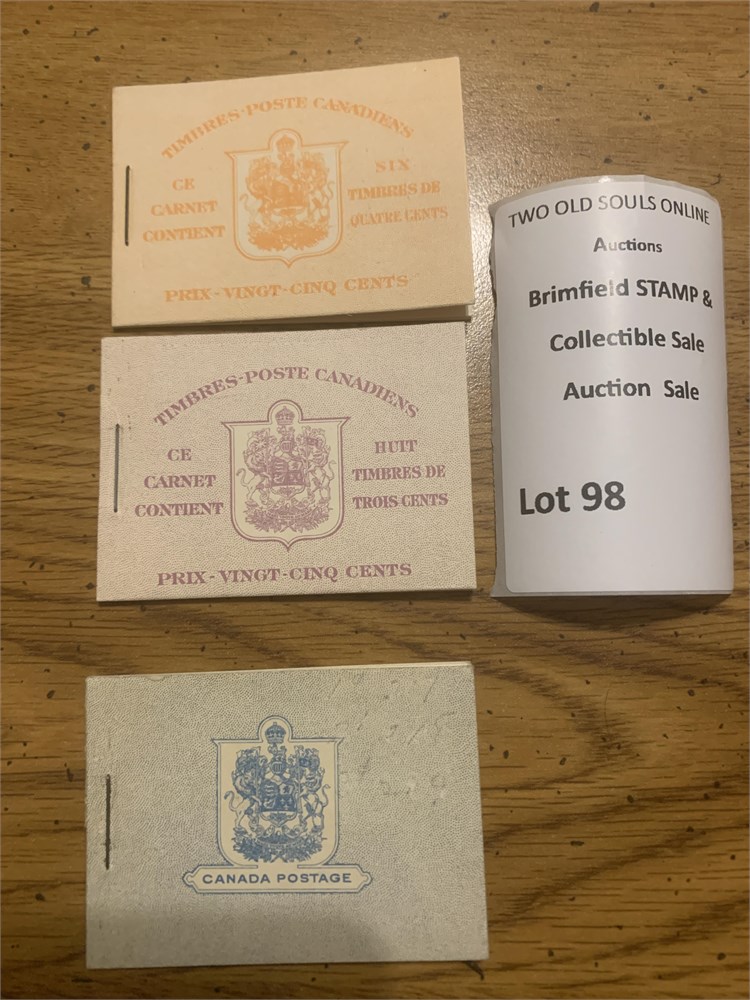 TIMBRES-POSTE CANADIENS
CE
CARNET
CONTIENT
SIX
TIMBRES DE
QUATRE CENTS
PRIX-VINGT-CINQ CENTS
TIMBRES-POSTE CANADIENS
CE
CARNET
CONTIENT
HUIT
TIMBRES DE
TROIS CENTS
PRIX-VINGT-CINQ CENTS
CANADA POSTAGE
TWO OLD SOULS ONLINE
Auctions
Brimfield STAMP &
Collectible Sale
Auction Sale
Lot 98